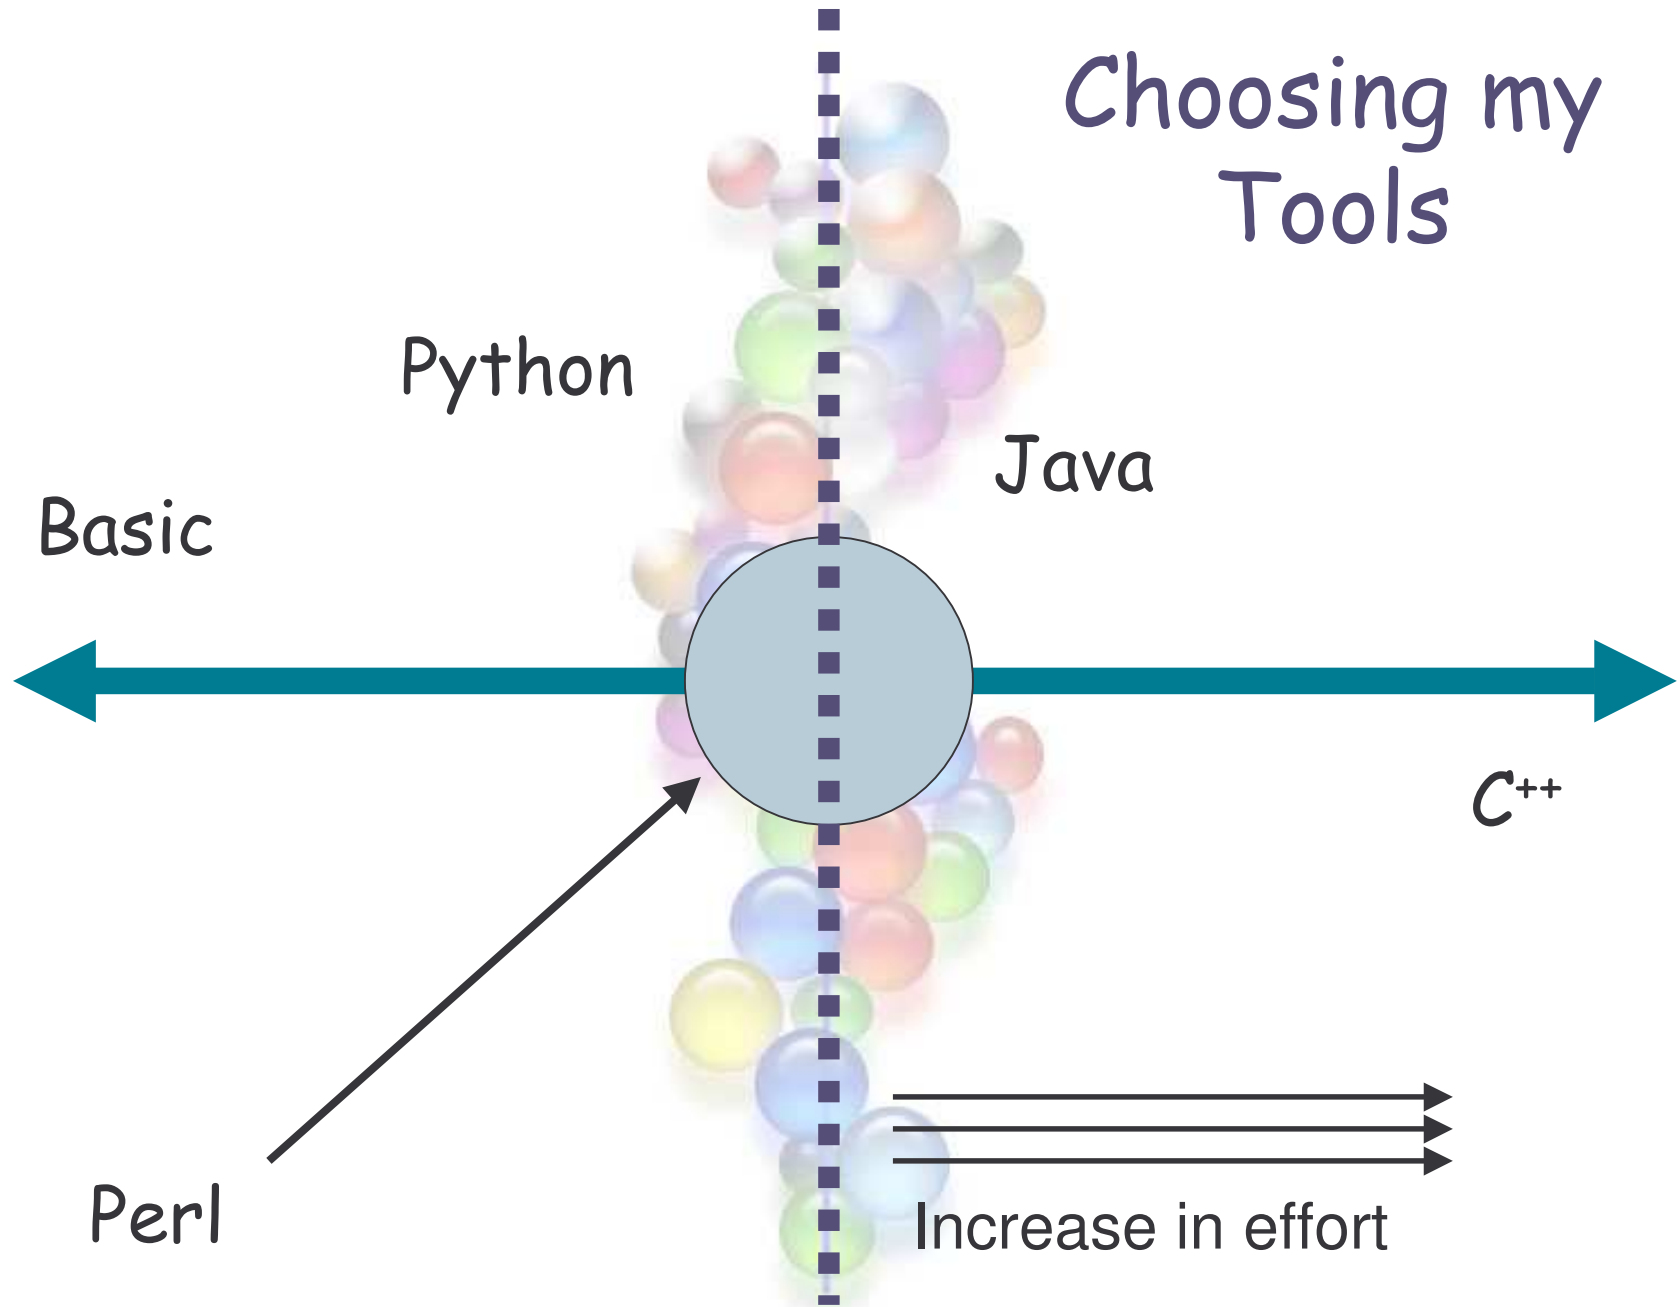 Choosing my
Tools
Python
Java
Basic
C++
Perl
Increase in effort